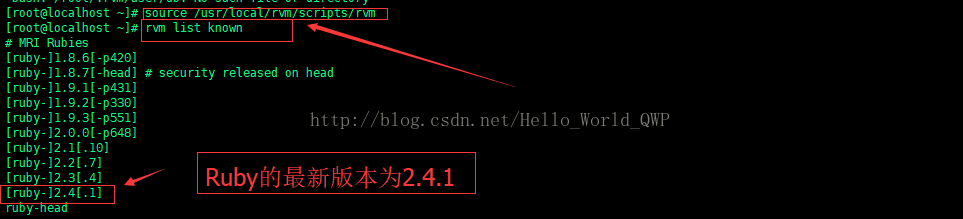 [root@localhost ~]# source /usr/local/rvm/scripts/rvm
[root@localhost ~]# rvm list known
# MRI Rubies
[ruby-]1.8.6[-p420]
[ruby-]1.8.7[-head] # security released on head
[ruby-]1.9.1[-p431]
[ruby-]1.9.2[-p330]
[ruby-]1.9.3[-p551]
[ruby-]2.0.0[-p648]
[ruby-]2.1[.10]
[ruby-]2.2[.7]
[ruby-]2.3[.4]
[ruby-]2.4[.1]
ruby-head
http://blog.csdn.net/Hello_World_QWP
Ruby的最新版本为2.4.1